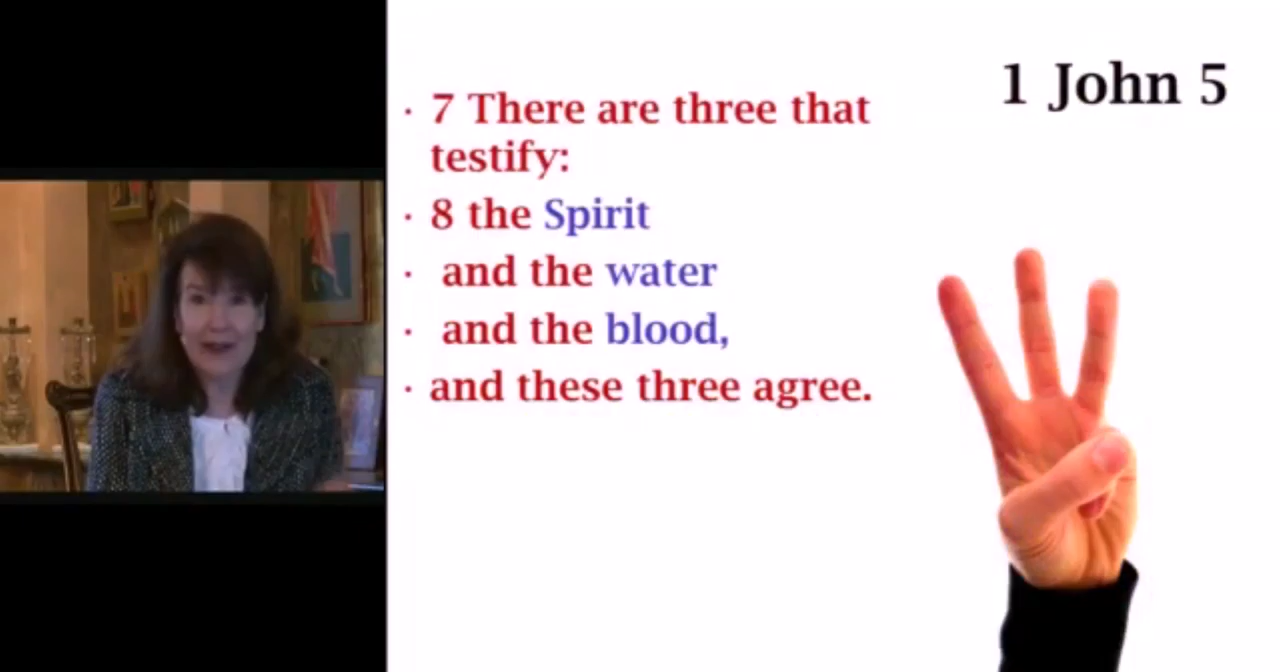 1 John 5
· 7 There are three that
testify:
· 8 the Spirit
· and the water
· and the blood,
· and these three agree.